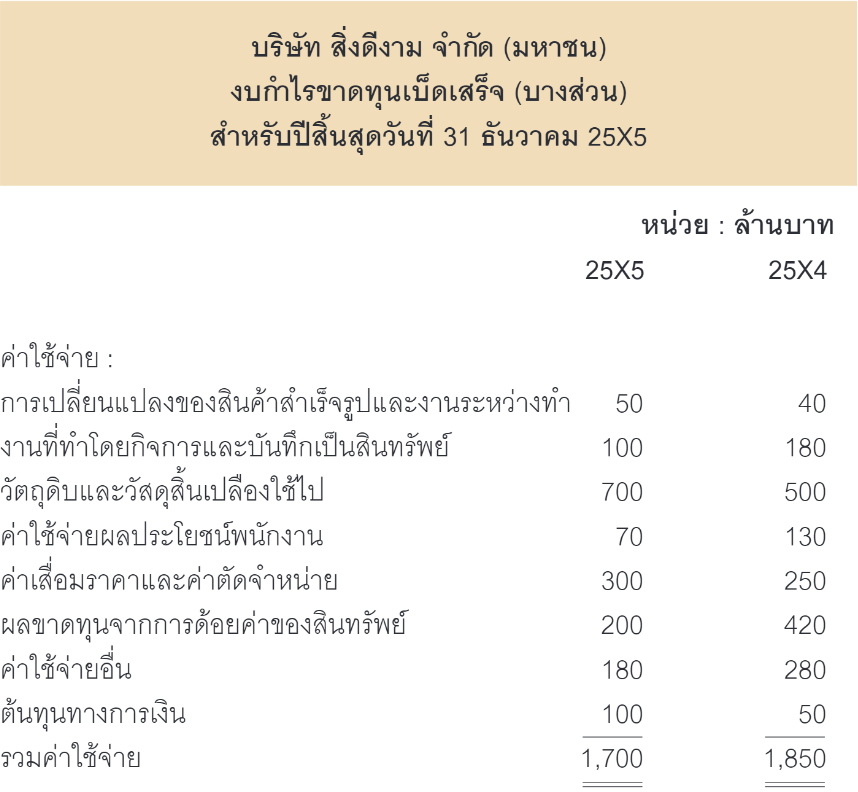 บริษัท สิ่งดีงาม จำกัด (มหาชน)
งบกำไรขาดทุนเบ็ดเสร็จ (บางส่วน)
สำหรับปีสิ้นสุดวันที่ 31 ธันวาคม 25X5
หน่วย : ล้านบาท
25X5 25X4
ค่าใช้จ่าย :
การเปลี่ยนแปลงของสินค้าสำเร็จรูปและงานระหว่างทำ 50 40
งานที่ทำโดยกิจการและบันทึกเป็นสินทรัพย์ 100 180
วัตถุดิบและวัสดุสิ้นเปลืองใช้ไป 700 500
ค่าใช้จ่ายผลประโยชน์พนักงาน 70 130
ค่าเสื่อมราคาและค่าตัดจำหน่าย 300 250
ผลขาดทุนจากการด้อยค่าของสินทรัพย์ 200 420
ค่าใช้จ่ายอื่น 180 280
ต้นทุนทางการเงิน 100 50
รวมค่าใช้จ่าย 1,700 1,850